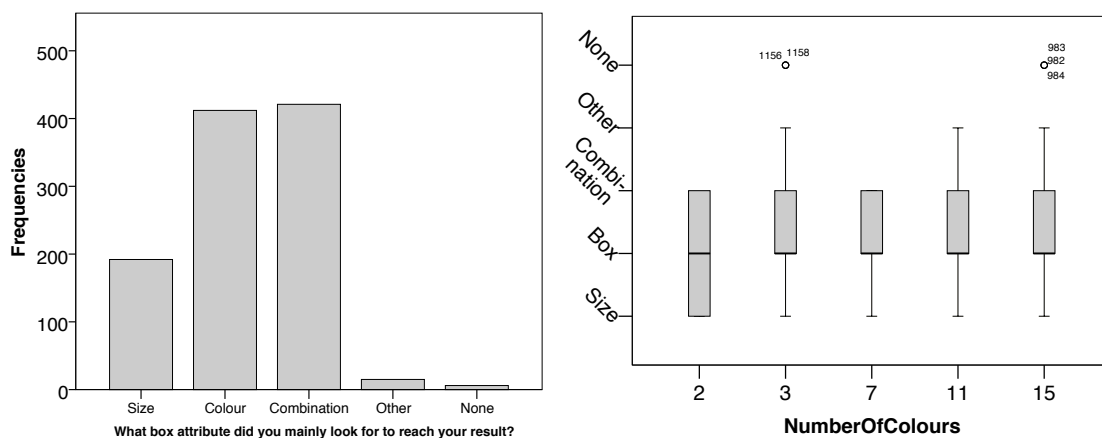 500
400
300
200
100
0
Frequencies
Size Colour Combination Other None
What box attribute did you mainly look for to reach your result?
None
Other
Combi-
nation
Box
Size
1156 1158
983
982
984
2 3 7 11 15
NumberOfColours